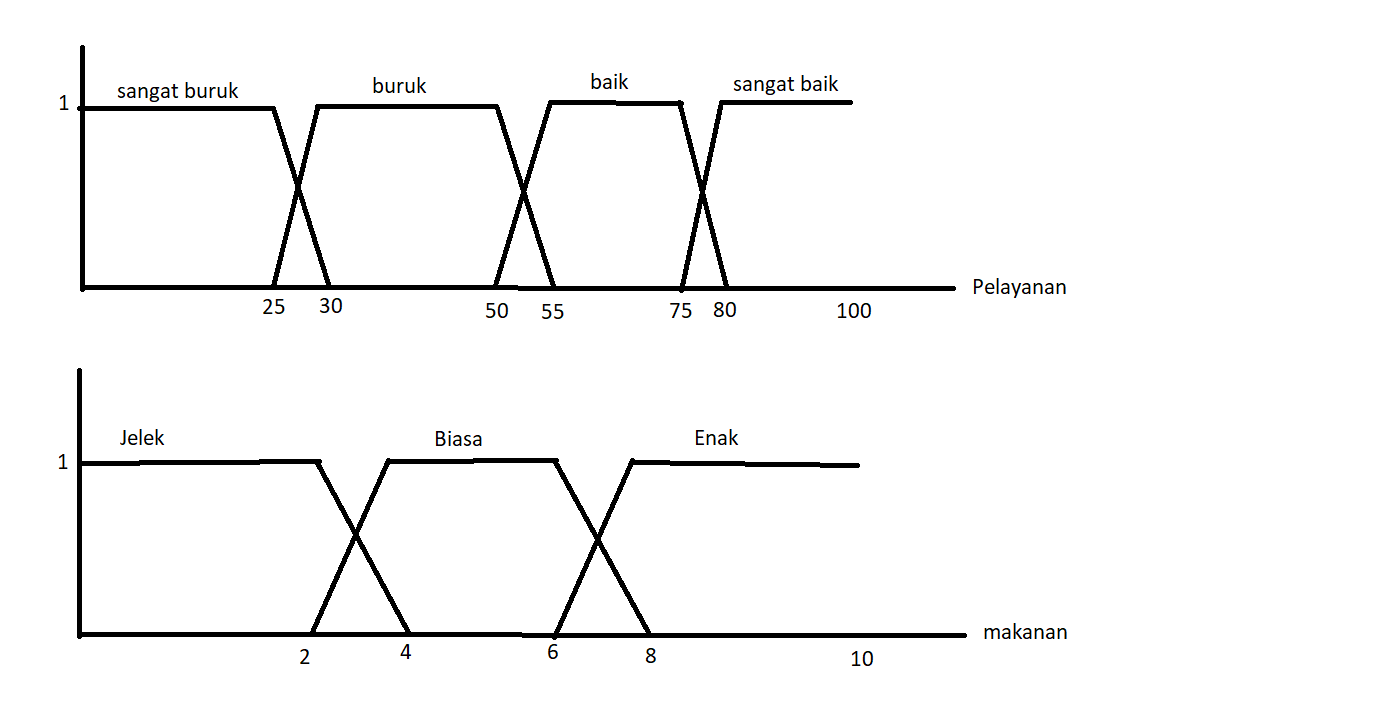 sangat buruk
buruk
baik
sangat baik
1
Pelayanan
25
30
50
55
75
80
100
Jelek
Biasa
Enak
1
makanan
2
4
6
8
10